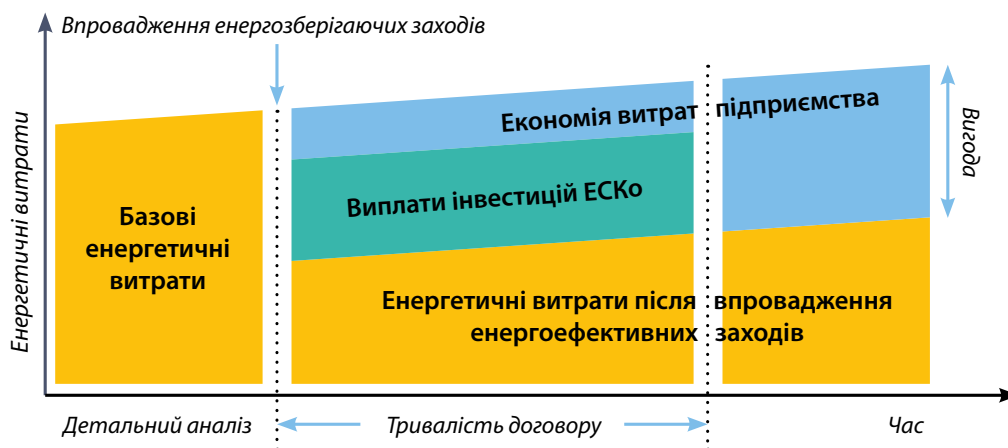 Впровадження енергозберігаючих заходів
Енергетичні витрати
Базові
енергетичні
витрати
Економія витрат підприємства
Виплати інвестицій ЕСКо
Енергетичні витрати після впровадження
енергоефективних заходів
Вигода
Детальний аналіз
Тривалість договору
Час